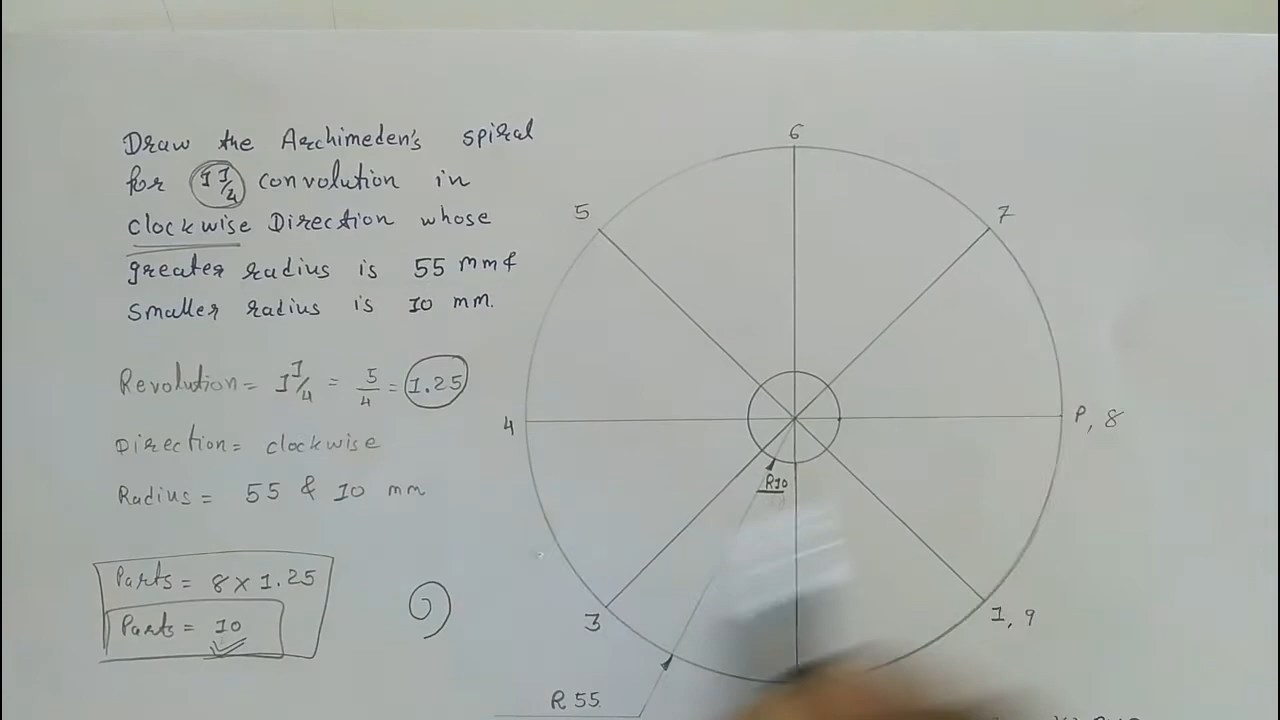 Draw the Archimeden's spiral
for 1 1/4 convolution in
clockwise Direction whose
greater radius is 55 mm &
smaller radius is 10 mm.
Revolution = 1 1/4 = 5/4 = 1.25
Direction = clockwise
Radius = 55 & 10 mm
Parts = 8 x 1.25
Parts = 10
6
5
7
4
P, 8
R10
3
1, 9
R 55